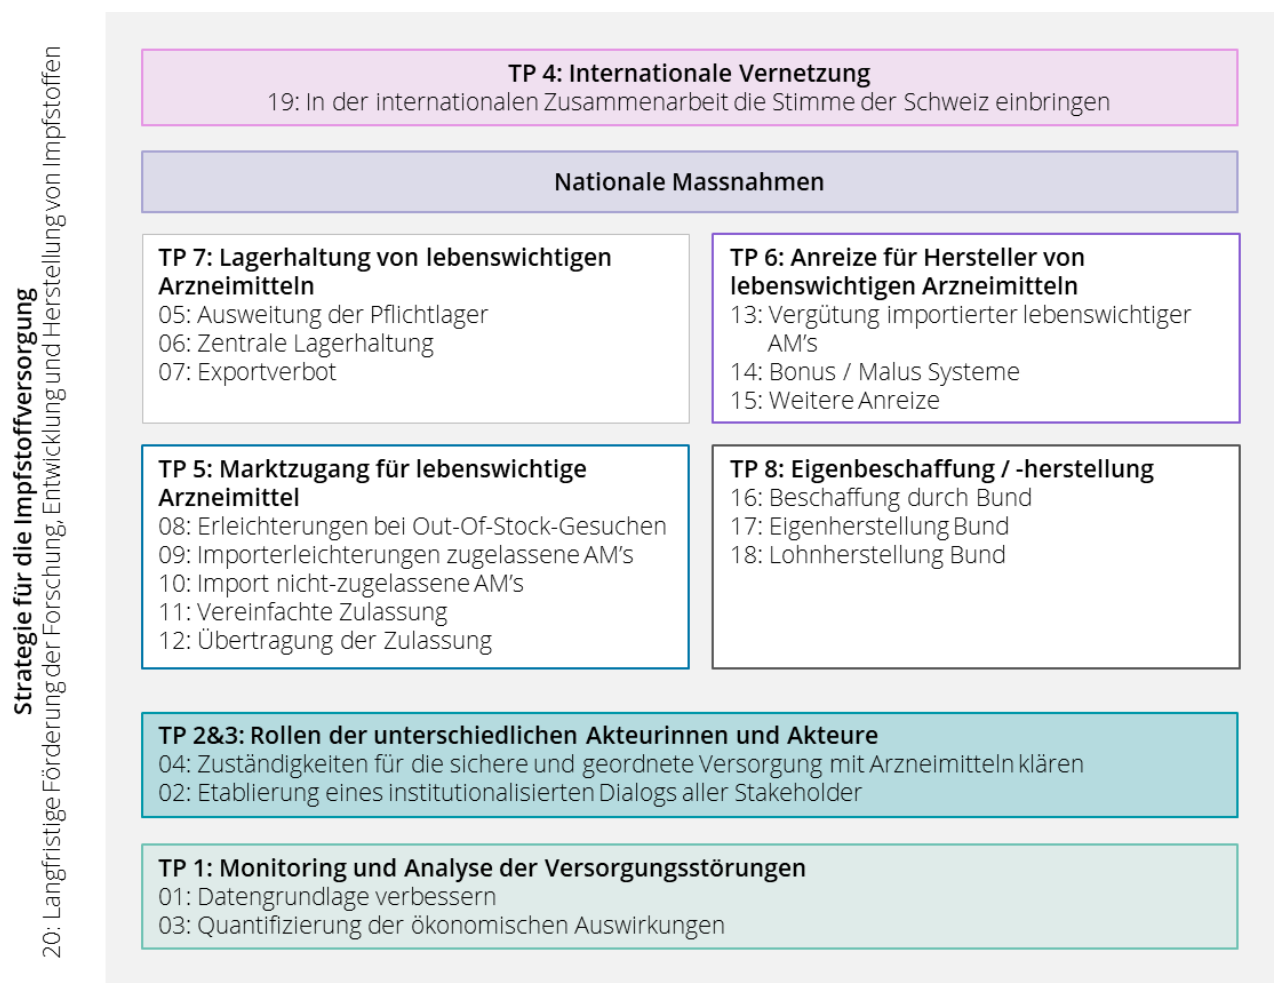 Strategie für die Impfstoffversorgung
20: Langfristige Förderung der Forschung, Entwicklung und Herstellung von Impfstoffen
TP 4: Internationale Vernetzung
19: In der internationalen Zusammenarbeit die Stimme der Schweiz einbringen
Nationale Massnahmen
TP 7: Lagerhaltung von lebenswichtigen
Arzneimitteln
05: Ausweitung der Pflichtlager
06: Zentrale Lagerhaltung
07: Exportverbot
TP 6: Anreize für Hersteller von
lebenswichtigen Arzneimitteln
13: Vergütung importierter lebenswichtiger
AM's
14: Bonus / Malus Systeme
15: Weitere Anreize
TP 5: Marktzugang für lebenswichtige
Arzneimittel
08: Erleichterungen bei Out-Of-Stock-Gesuchen
09: Importerleichterungen zugelassene AM's
10: Import nicht-zugelassene AM's
11: Vereinfachte Zulassung
12: Übertragung der Zulassung
TP 8: Eigenbeschaffung / -herstellung
16: Beschaffung durch Bund
17: Eigenherstellung Bund
18: Lohnherstellung Bund
TP 2&3: Rollen der unterschiedlichen Akteurinnen und Akteure
04: Zuständigkeiten für die sichere und geordnete Versorgung mit Arzneimitteln klären
02: Etablierung eines institutionalisierten Dialogs aller Stakeholder
TP 1: Monitoring und Analyse der Versorgungsstörungen
01: Datengrundlage verbessern
03: Quantifizierung der ökonomischen Auswirkungen